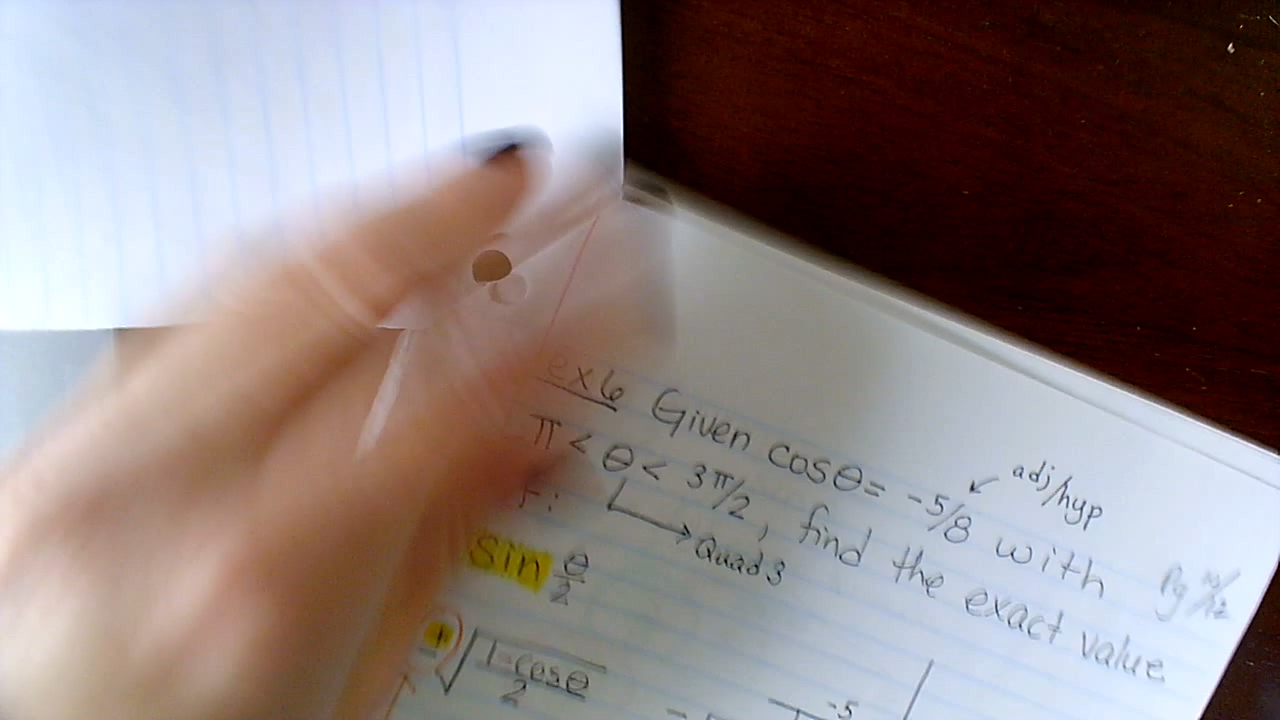 ex6 Given cosθ = -5/8 with
adj/hyp
π < θ < 3π/2, find the exact value
Quad 3
sin θ/2
± √1-cosθ/2
-5